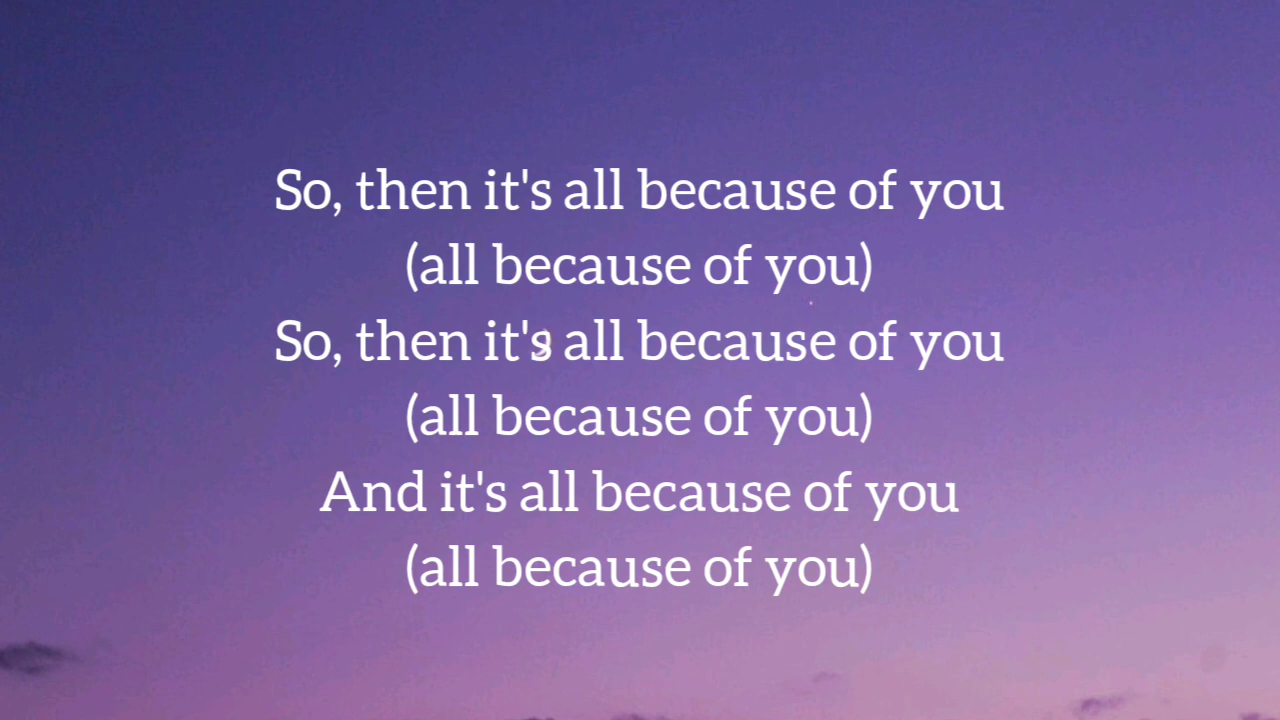 So, then it's all because of you
(all because of you)
So, then it's all because of you
(all because of you)
And it's all because of you
(all because of you)